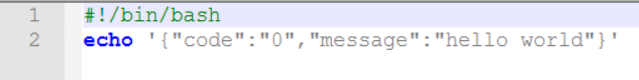 1 #!/bin/bash
2 echo '{"code":"0","message":"hello world"}'